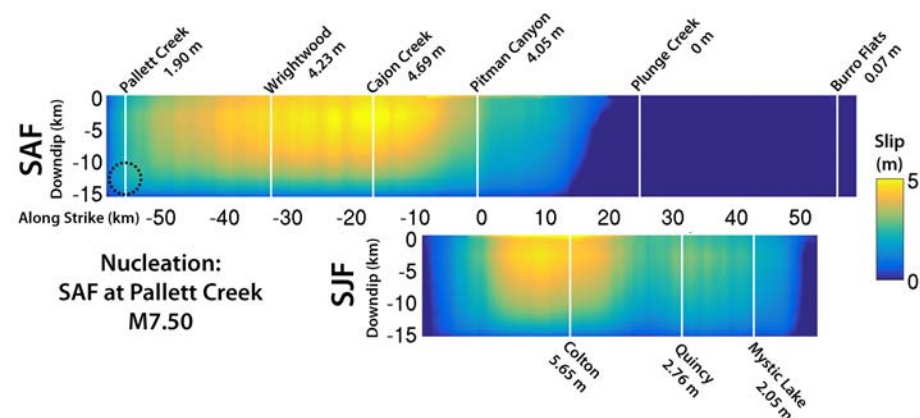 Pallett Creek
1.90 m
Wrightwood
4.23 m
Cajon Creek
4.69 m
Pitman Canyon
4.05 m
Plunge Creek
0 m
Burro Flats
0.07 m
SAF
Downdip (km)
0
-5
-10
-15
Slip
(m)
5
0
Along Strike (km) -50 -40 -30 -20 -10 0 10 20 30 40 50
Nucleation:
SAF at Pallett Creek
M7.50
SJF
Downdip (km)
0
-5
-10
-15
Colton
5.65 m
Quincy
2.76 m
Mystic Lake
2.05 m